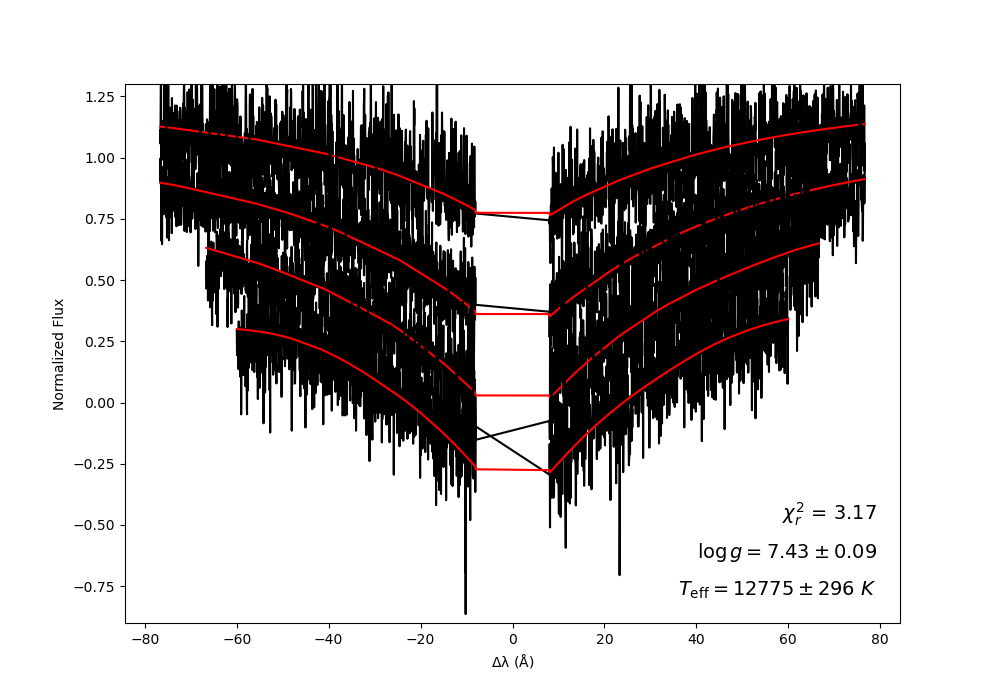 1.25
1.00
0.75
0.50
0.25
0.00
−0.25
−0.50
−0.75
Normalized Flux
χ²ᵣ = 3.17
log g = 7.43 ± 0.09
T_eff = 12775 ± 296 K
−80 −60 −40 −20 0 20 40 60 80
Δλ (Å)